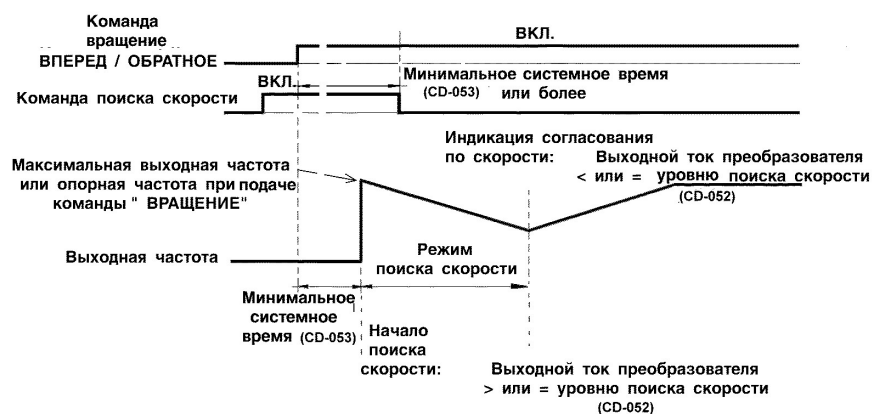 Команда
вращение
ВПЕРЕД / ОБРАТНОЕ
ВКЛ.
ВКЛ.
Команда поиска скорости
Минимальное системное время
(CD-053) или более
Индикация согласования
по скорости: Выходной ток преобразователя
< или = уровню поиска скорости
(CD-052)
Максимальная выходная частота
или опорная частота при подаче
команды " ВРАЩЕНИЕ"
Выходная частота
Режим
поиска скорости
Минимальное
системное
время (CD-053)
Начало
поиска
скорости: Выходной ток преобразователя
> или = уровню поиска скорости
(CD-052)